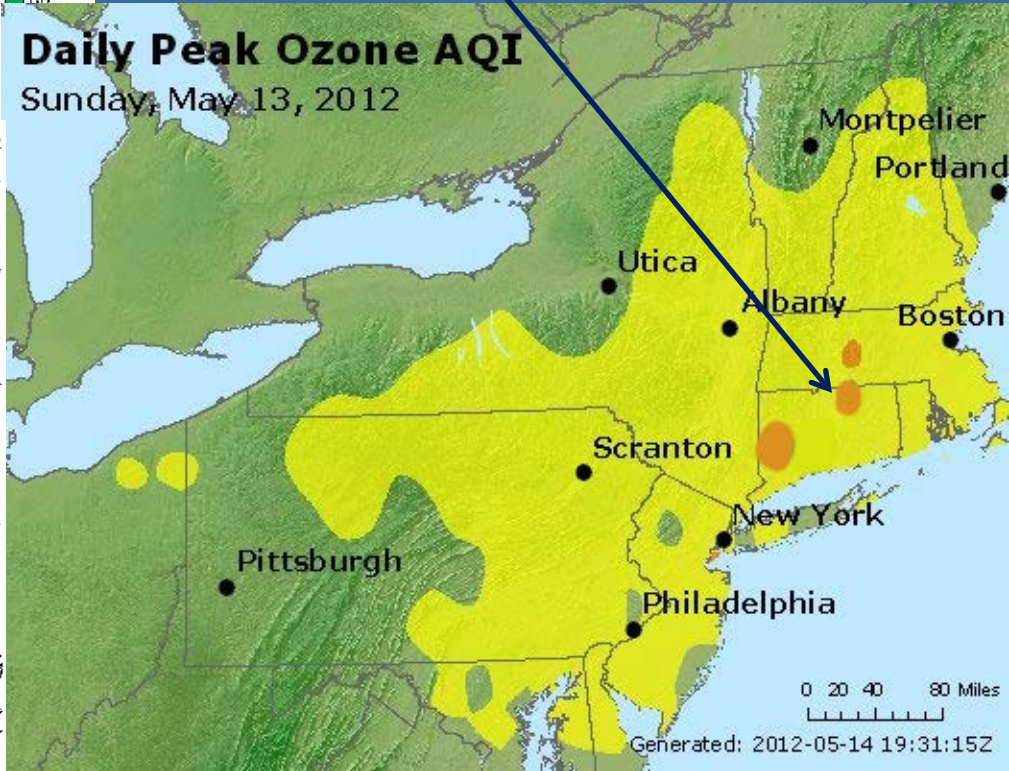 Daily Peak Ozone AQI
Sunday, May 13, 2012
Montpelier
Portland
Utica
Albany
Boston
Scranton
New York
Pittsburgh
Philadelphia
0 20 40 80 Miles
Generated: 2012-05-14 19:31:15Z